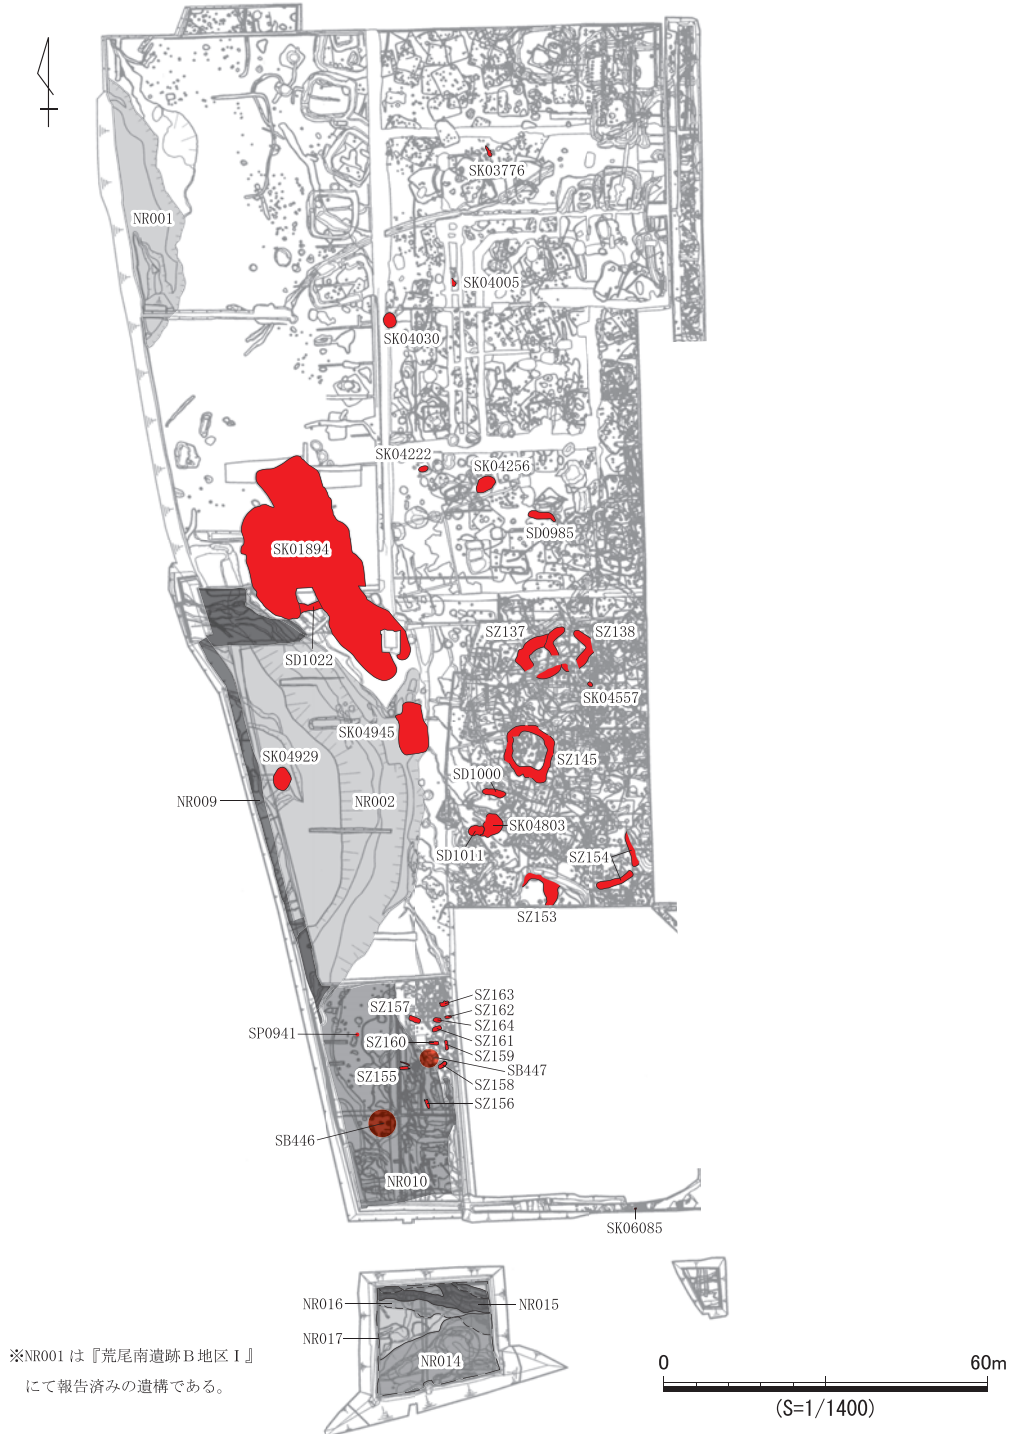 SK03776
NR001
SK04005
SK04030
SK04222
SK04256
SD0985
SK01894
SZ137
SZ138
SD1022
SK04557
SK04945
SK04929
SZ145
SD1000
NR009
NR002
SK04803
SD1011
SZ154
SZ153
SZ163
SZ157
SZ162
SZ164
SP0941
SZ161
SZ160
SZ159
SB447
SZ155
SZ158
SZ156
SB446
NR010
SK06085
NR016
NR015
NR017
NR014
※NR001 は『荒尾南遺跡B地区Ⅰ』
にて報告済みの遺構である。
0 60m
(S=1/1400)